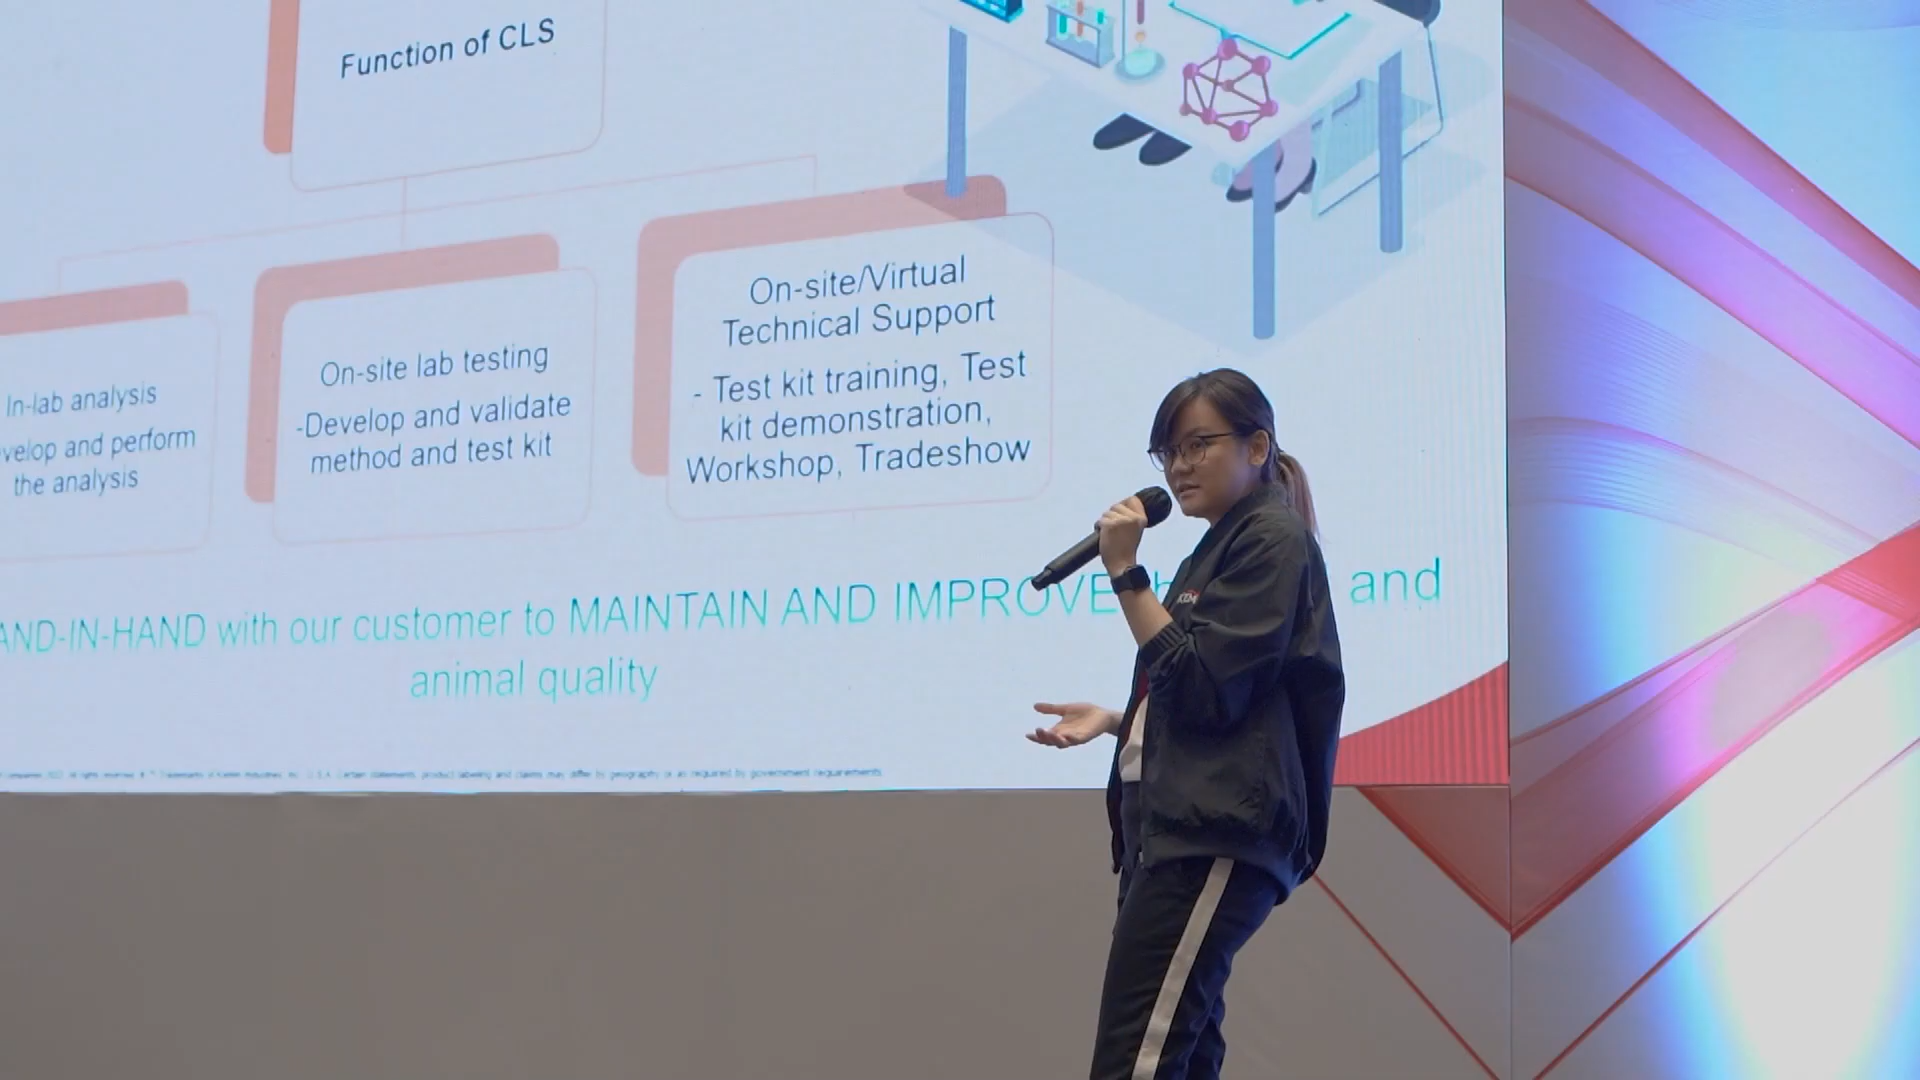 Function of CLS
In-lab analysis
velop and perform
the analysis
On-site lab testing
-Develop and validate
method and test kit
On-site/Virtual
Technical Support
- Test kit training, Test
kit demonstration,
Workshop, Tradeshow
AND-IN-HAND with our customer to MAINTAIN AND IMPROVE and
animal quality
KEM